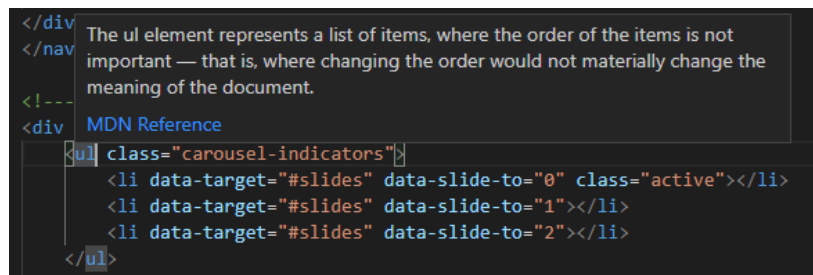 </div
</nav
The ul element represents a list of items, where the order of the items is not
important — that is, where changing the order would not materially change the
meaning of the document.
MDN Reference
<!---
<div
<ul class="carousel-indicators">
<li data-target="#slides" data-slide-to="0" class="active"></li>
<li data-target="#slides" data-slide-to="1"></li>
<li data-target="#slides" data-slide-to="2"></li>
</ul>